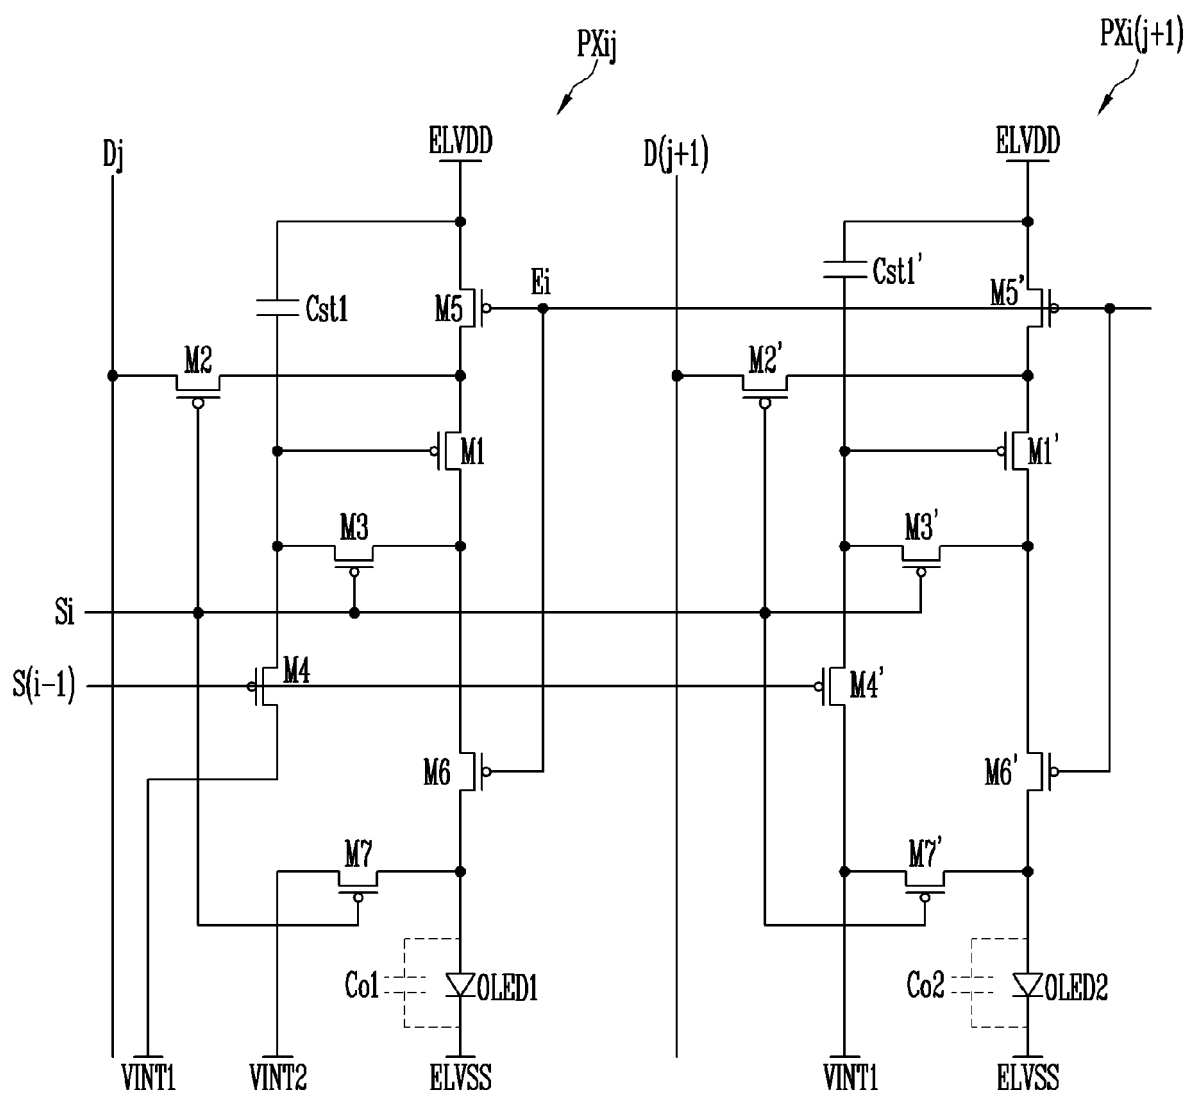 PXij
PXi(j+1)
Dj
ELVDD
D(j+1)
ELVDD
Cst1'
Ei
M5'
Cst1
M5
M2
M2'
M1
M1'
M3
M3'
Si
S(i-1)
M4
M4'
M6
M6'
M7
M7'
Co1
OLED1
Co2
OLED2
VINT1
VINT2
ELVSS
VINT1
ELVSS